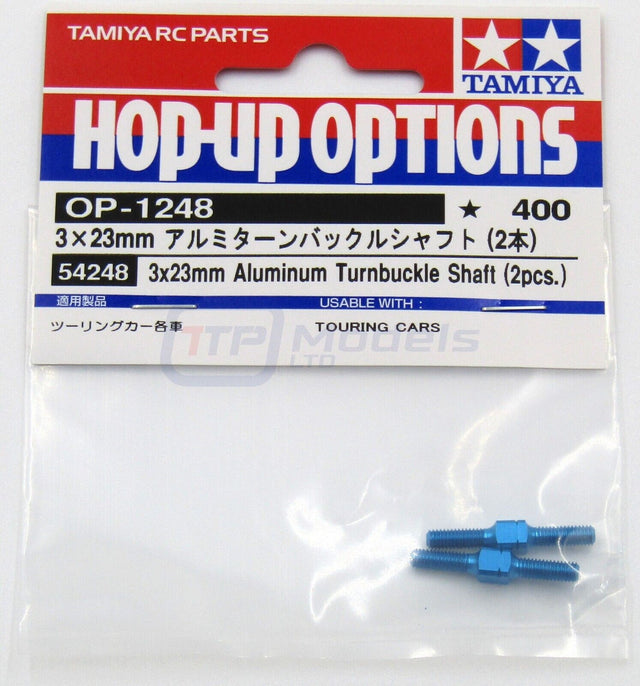 TAMIYA RC PARTS
TAMIYA
HOP-UP OPTIONS
OP-1248 ★ 400
3×23mm アルミターンバックルシャフト (2本)
54248 3x23mm Aluminum Turnbuckle Shaft (2pcs.)
適用製品 USABLE WITH :
ツーリングカー各車 TOURING CARS
TTP Models
LTD